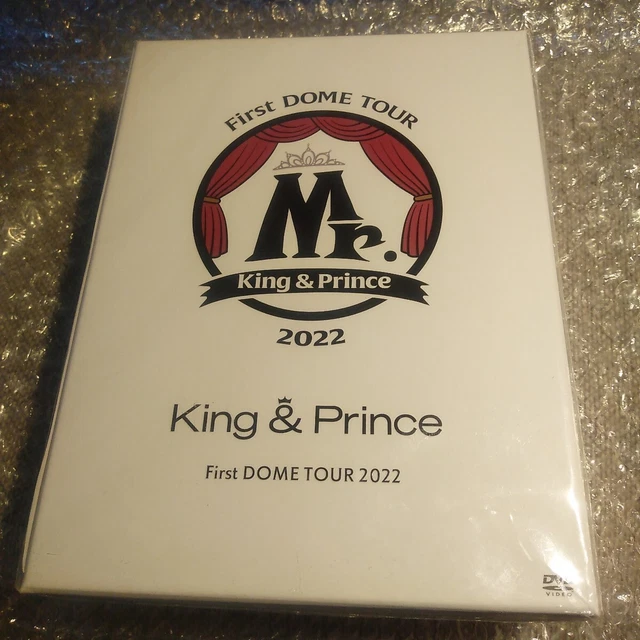 First DOME TOUR
Mr.
King & Prince
2022
King & Prince
First DOME TOUR 2022
DVD
VIDEO